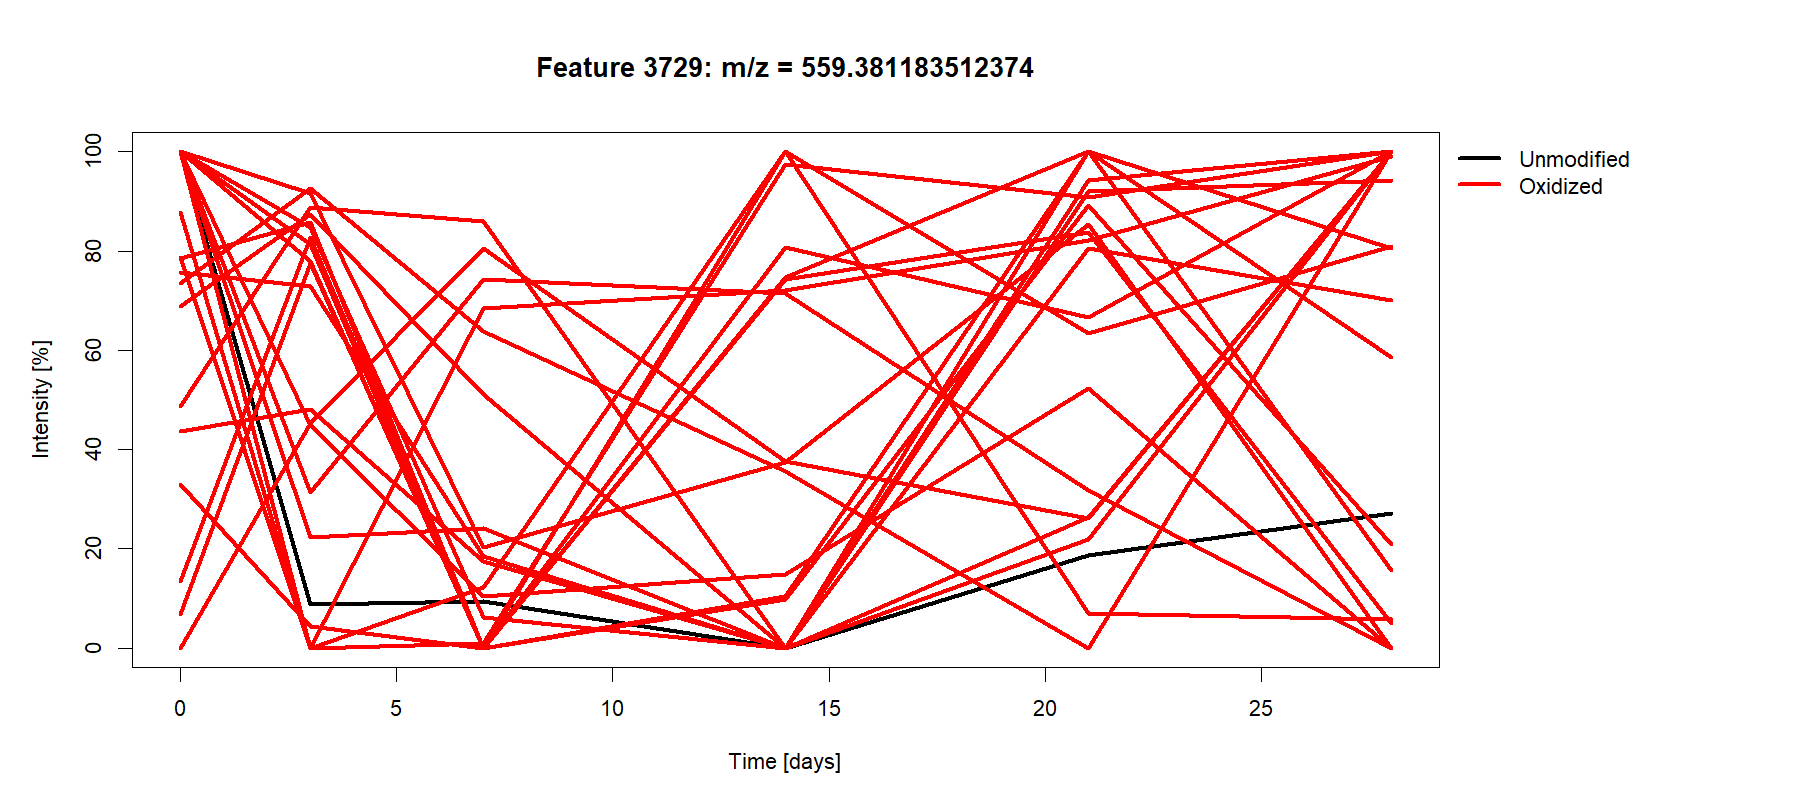 Feature 3729: m/z = 559.381183512374
100
80
60
40
20
0
Intensity [%]
0 5 10 15 20 25
Time [days]
Unmodified
Oxidized